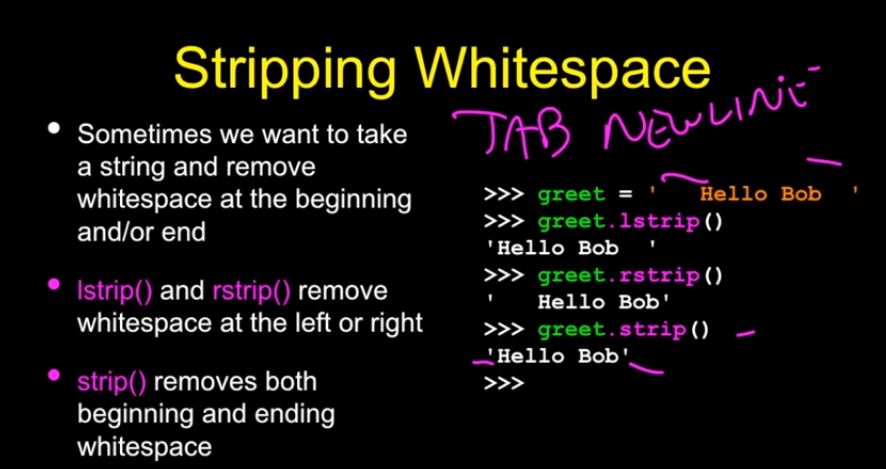 Stripping Whitespace
TAB NEWLINE
• Sometimes we want to take
a string and remove
whitespace at the beginning
and/or end
• lstrip() and rstrip() remove
whitespace at the left or right
• strip() removes both
beginning and ending
whitespace
>>> greet = '   Hello Bob  '
>>> greet.lstrip()
'Hello Bob  '
>>> greet.rstrip()
'   Hello Bob'
>>> greet.strip()
'Hello Bob'
>>>